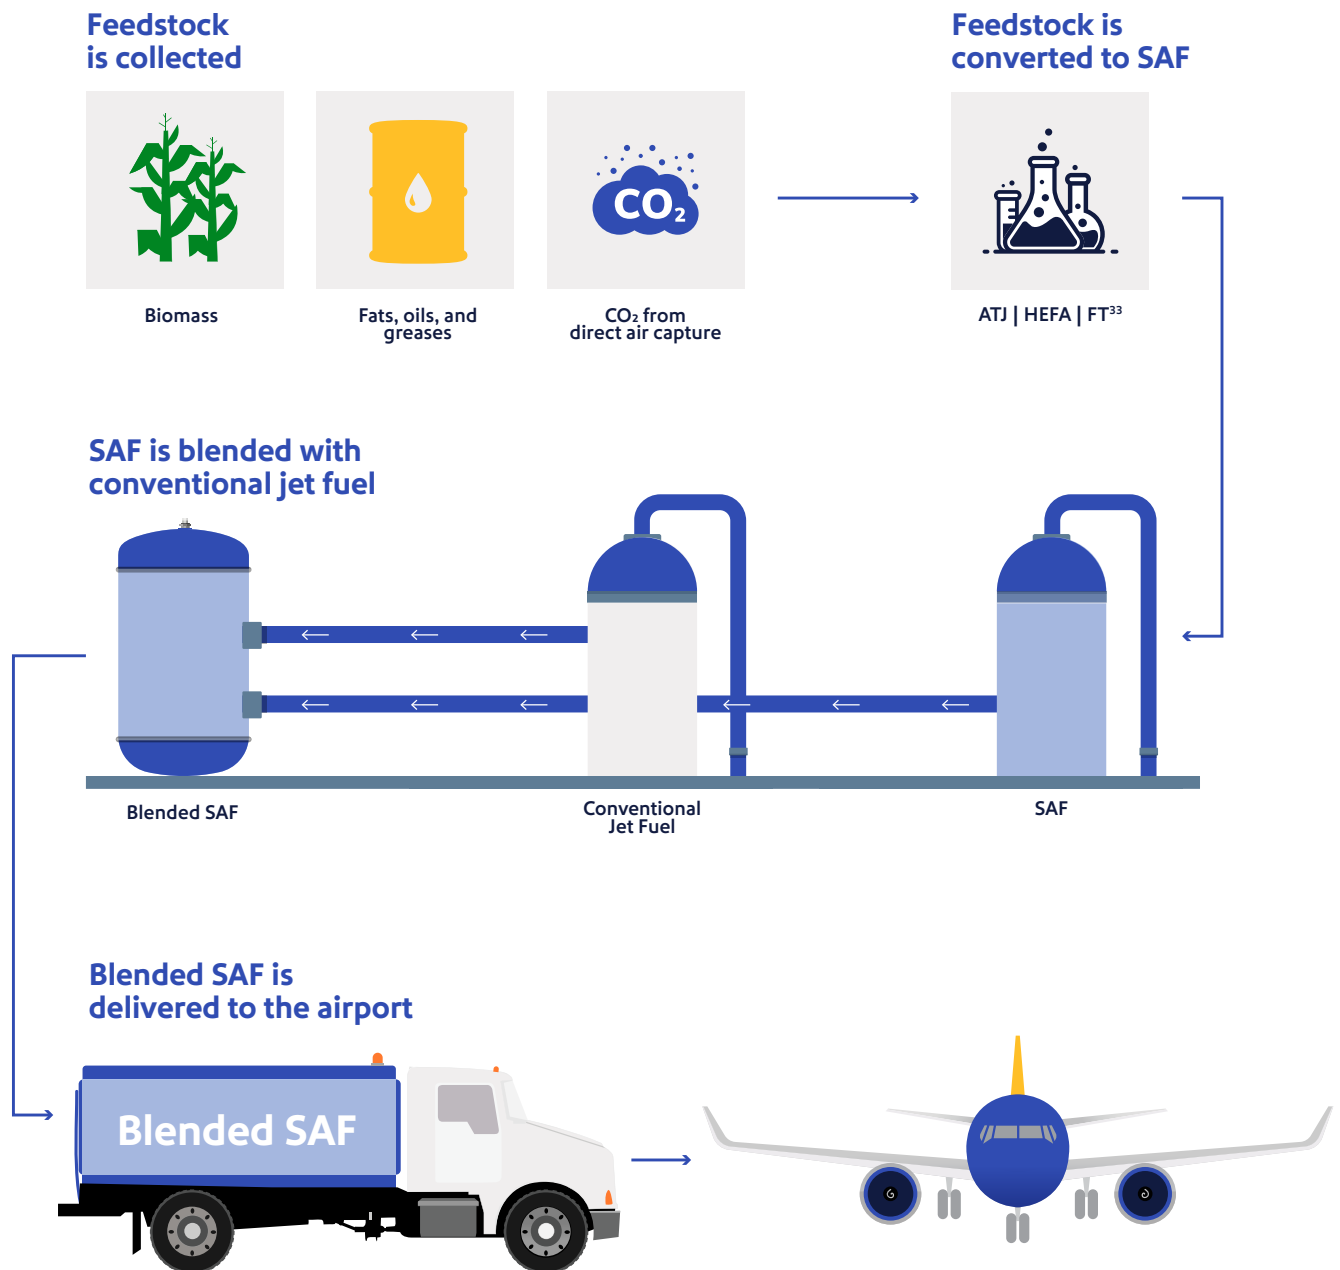 Feedstock
is collected
Feedstock is
converted to SAF
CO₂
Biomass
Fats, oils, and
greases
CO₂ from
direct air capture
ATJ | HEFA | FT³³
SAF is blended with
conventional jet fuel
Blended SAF
Conventional
Jet Fuel
SAF
Blended SAF is
delivered to the airport
Blended SAF